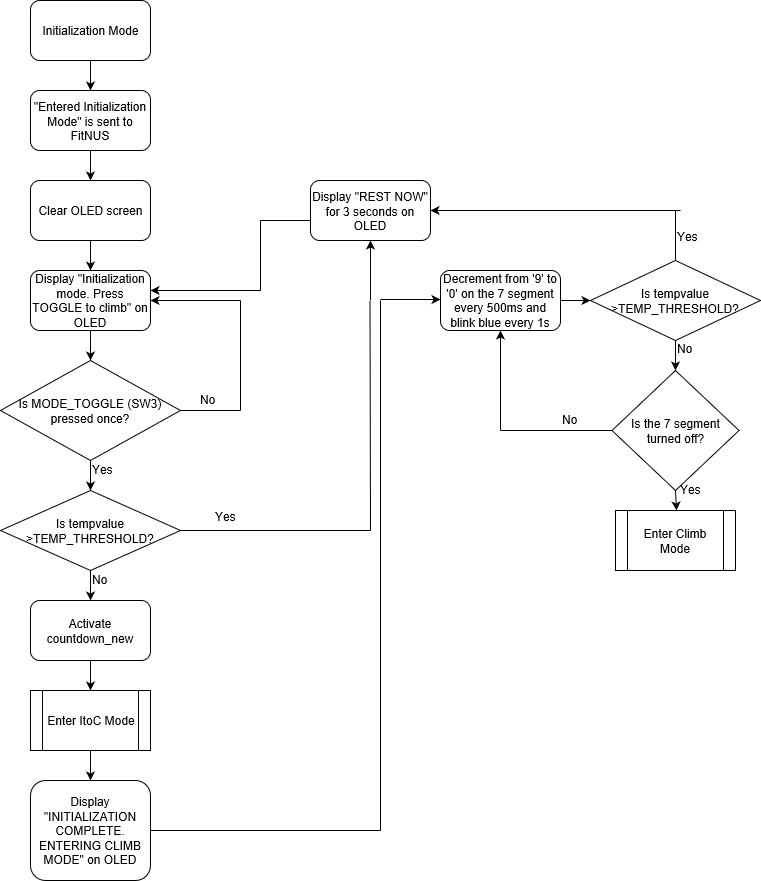 Initialization Mode
"Entered Initialization
Mode" is sent to
FitNUS
Clear OLED screen
Display "Initialization
mode. Press
TOGGLE to climb" on
OLED
Is MODE_TOGGLE (SW3)
pressed once?
No
Yes
Is tempvalue
>TEMP_THRESHOLD?
Yes
No
Activate
countdown_new
Enter ItoC Mode
Display
"INITIALIZATION
COMPLETE.
ENTERING CLIMB
MODE" on OLED
Display "REST NOW"
for 3 seconds on
OLED
Decrement from '9' to
'0' on the 7 segment
every 500ms and
blink blue every 1s
Is tempvalue
>TEMP_THRESHOLD?
Yes
No
Is the 7 segment
turned off?
No
Yes
Enter Climb
Mode